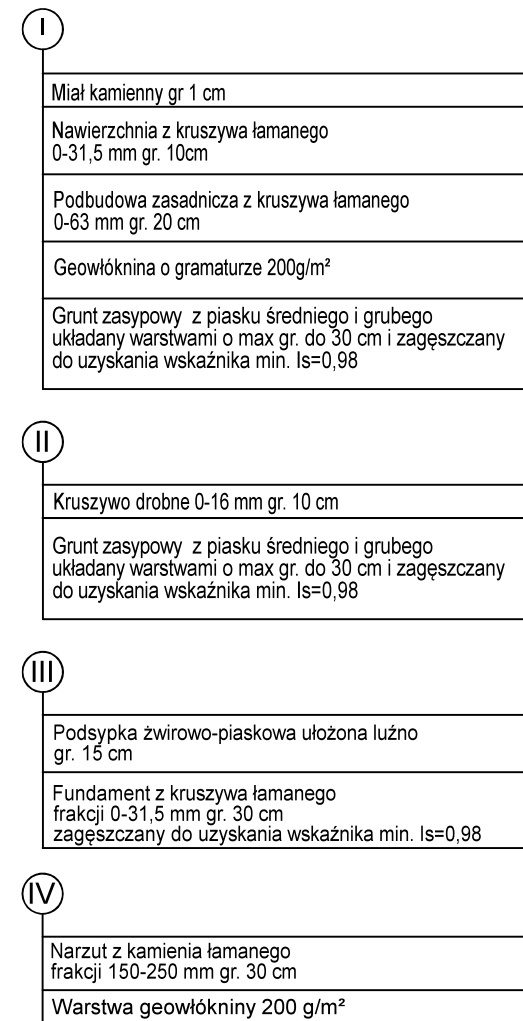 I
Miał kamienny gr 1 cm
Nawierzchnia z kruszywa łamanego
0-31,5 mm gr. 10cm
Podbudowa zasadnicza z kruszywa łamanego
0-63 mm gr. 20 cm
Geowłóknina o gramaturze 200g/m²
Grunt zasypowy z piasku średniego i grubego
układany warstwami o max gr. do 30 cm i zagęszczany
do uzyskania wskaźnika min. Is=0,98
II
Kruszywo drobne 0-16 mm gr. 10 cm
Grunt zasypowy z piasku średniego i grubego
układany warstwami o max gr. do 30 cm i zagęszczany
do uzyskania wskaźnika min. Is=0,98
III
Podsypka żwirowo-piaskowa ułożona luźno
gr. 15 cm
Fundament z kruszywa łamanego
frakcji 0-31,5 mm gr. 30 cm
zagęszczany do uzyskania wskaźnika min. Is=0,98
IV
Narzut z kamienia łamanego
frakcji 150-250 mm gr. 30 cm
Warstwa geowłókniny 200 g/m²